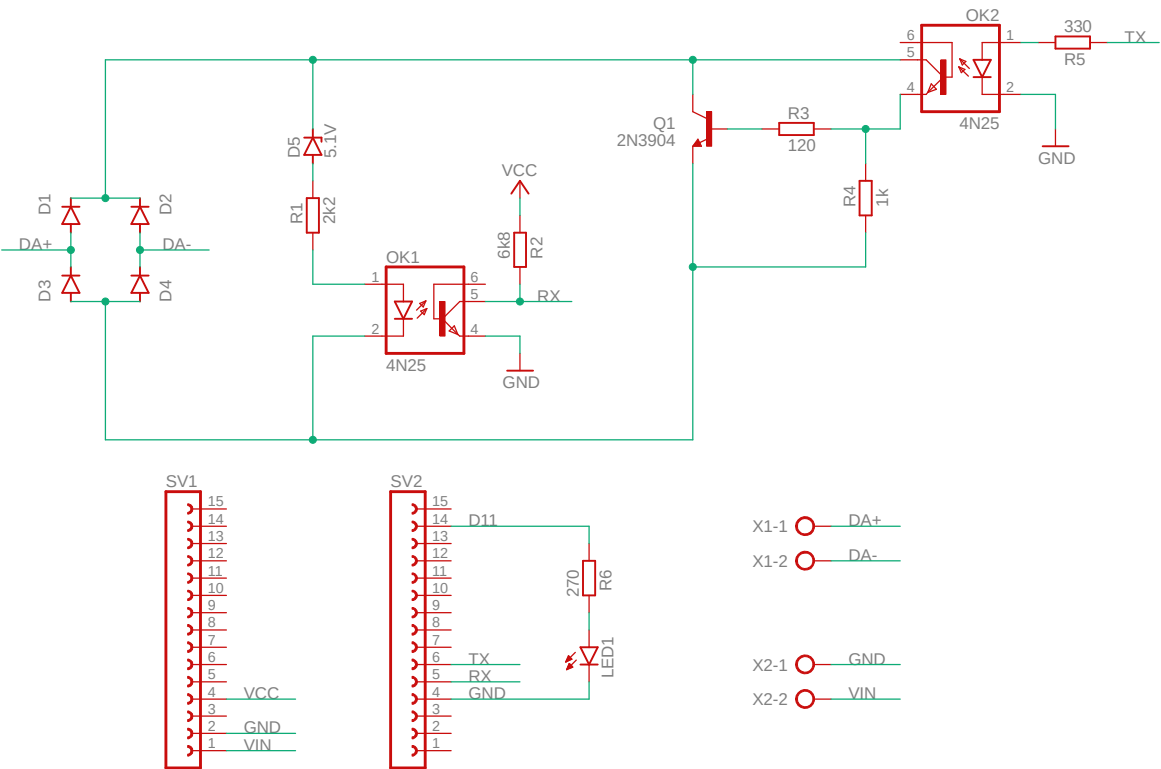 OK2
6
5
4
1
2
4N25
330
R5
TX
GND
Q1
2N3904
R3
120
R4
1k
D5
5.1V
R1
2k2
VCC
6k8
R2
RX
OK1
1
2
6
5
4
4N25
GND
D1
D2
DA+
DA-
D3
D4
SV1
15
14
13
12
11
10
9
8
7
6
5
4
3
2
1
VCC
GND
VIN
SV2
15
14
13
12
11
10
9
8
7
6
5
4
3
2
1
D11
TX
RX
GND
270
R6
LED1
X1-1 DA+
X1-2 DA-
X2-1 GND
X2-2 VIN